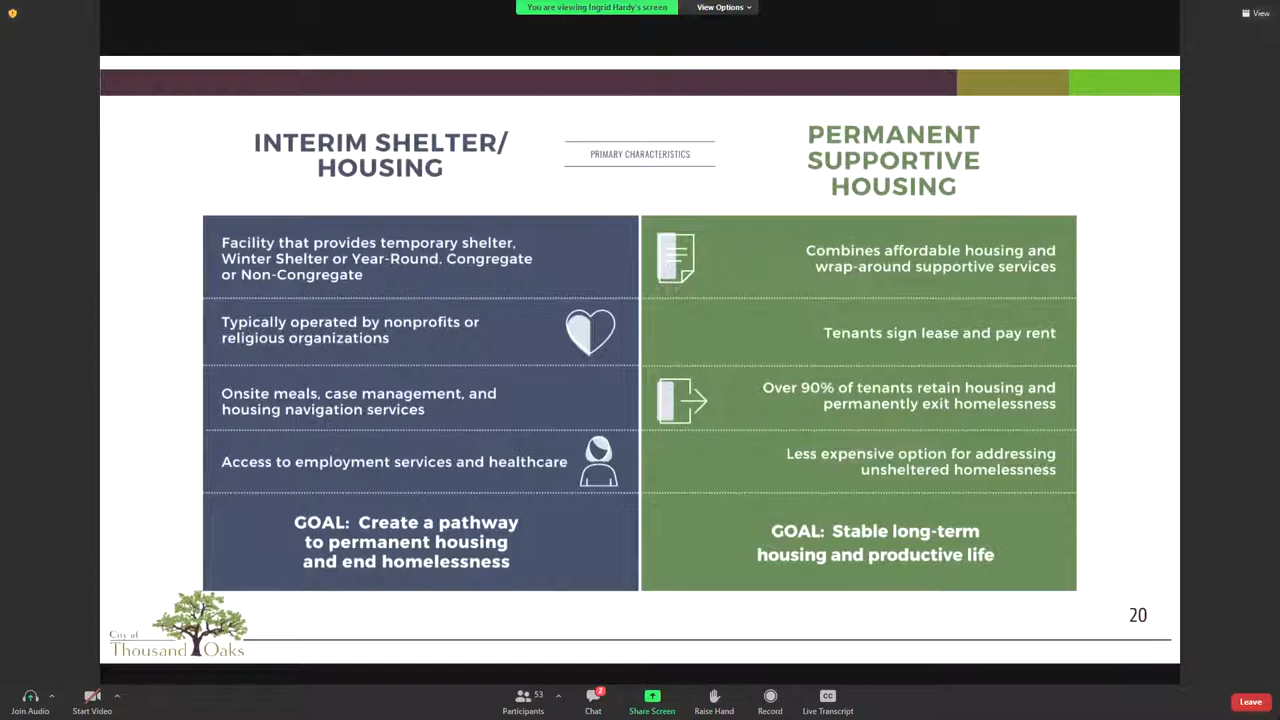 You are viewing Ingrid Hardy's screen
View Options
View
INTERIM SHELTER/
HOUSING
PRIMARY CHARACTERISTICS
PERMANENT
SUPPORTIVE
HOUSING
Facility that provides temporary shelter,
Winter Shelter or Year-Round, Congregate
or Non-Congregate
Combines affordable housing and
wrap-around supportive services
Typically operated by nonprofits or
religious organizations
Tenants sign lease and pay rent
Onsite meals, case management, and
housing navigation services
Over 90% of tenants retain housing and
permanently exit homelessness
Access to employment services and healthcare
Less expensive option for addressing
unsheltered homelessness
GOAL: Create a pathway
to permanent housing
and end homelessness
GOAL: Stable long-term
housing and productive life
City of
Thousand Oaks
20
Join Audio
Start Video
53
Participants
2
Chat
Share Screen
Raise Hand
Record
CC
Live Transcript
Leave